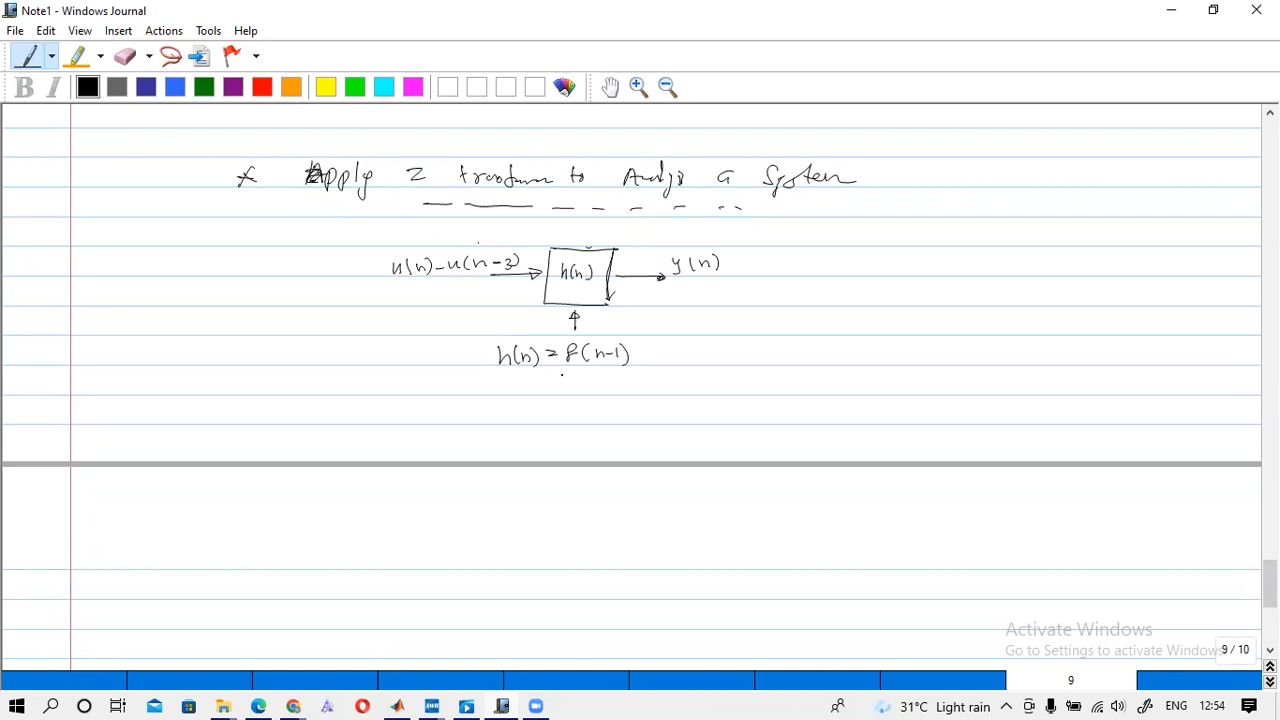 Note1 - Windows Journal
File Edit View Insert Actions Tools Help
B I
* Apply Z transform to Analyze a System
u(n)-u(n-3) h(n) y(n)
h(n) = δ(n-1)
Activate Windows
Go to Settings to activate Windows.
9 / 10
9
31°C Light rain ENG 12:54